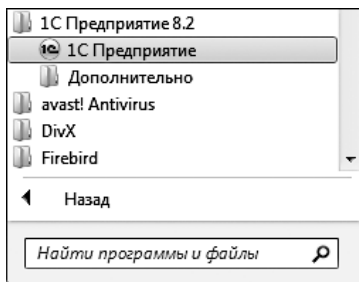 1С Предприятие 8.2
1С Предприятие
Дополнительно
avast! Antivirus
DivX
Firebird
Назад
Найти программы и файлы